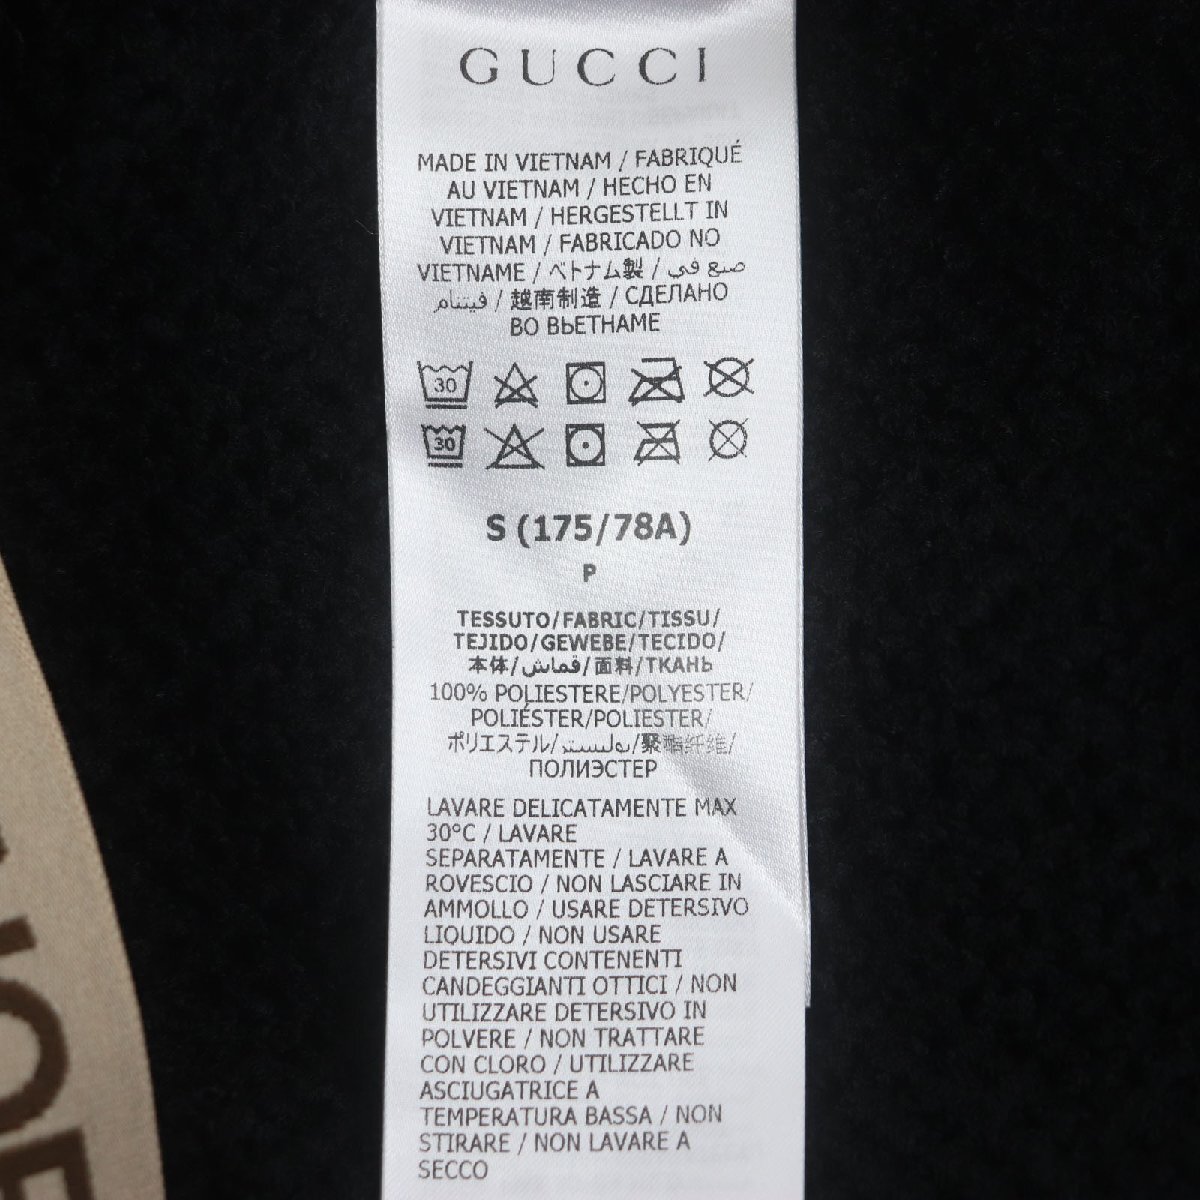 GUCCI
MADE IN VIETNAM / FABRIQUÉ
AU VIETNAM / HECHO EN
VIETNAM / HERGESTELLT IN
VIETNAM / FABRICADO NO
VIETNAME / ベトナム製 / صنع في
فيتنام / 越南制造 / СДЕЛАНО
ВО ВЬЕТНАМЕ
30
30
S (175/78A)
P
TESSUTO/FABRIC/TISSU/
TEJIDO/GEWEBE/TECIDO/
本体/قماش/面料/ТКАНЬ
100% POLIESTERE/POLYESTER/
POLIÉSTER/POLIESTER/
ポリエステル/بوليستر/聚酯纤维/
ПОЛИЭСТЕР
LAVARE DELICATAMENTE MAX
30°C / LAVARE
SEPARATAMENTE / LAVARE A
ROVESCIO / NON LASCIARE IN
AMMOLLO / USARE DETERSIVO
LIQUIDO / NON USARE
DETERSIVI CONTENENTI
CANDEGGIANTI OTTICI / NON
UTILIZZARE DETERSIVO IN
POLVERE / NON TRATTARE
CON CLORO / UTILIZZARE
ASCIUGATRICE A
TEMPERATURA BASSA / NON
STIRARE / NON LAVARE A
SECCO